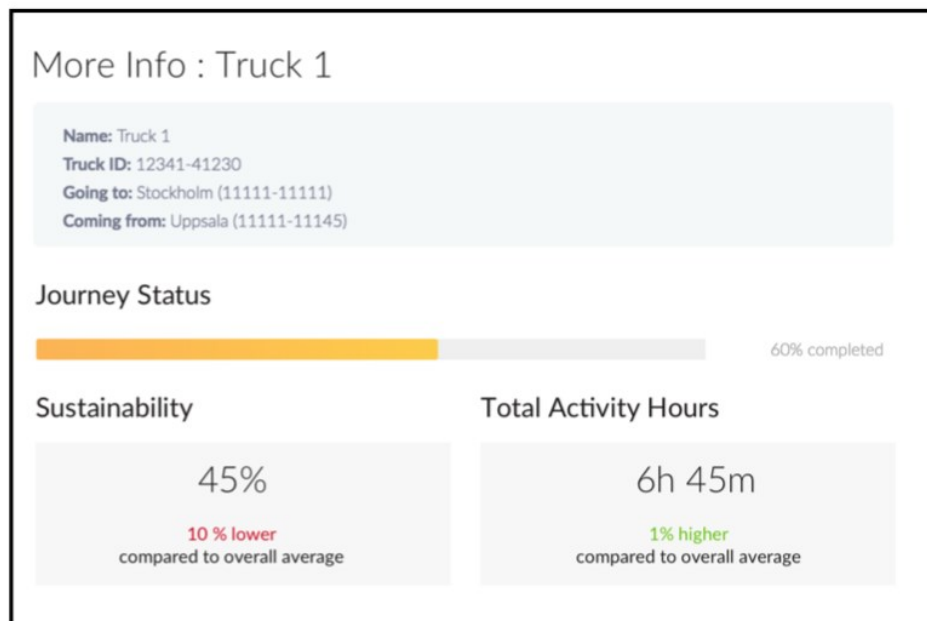 More Info : Truck 1
Name: Truck 1
Truck ID: 12341-41230
Going to: Stockholm (11111-11111)
Coming from: Uppsala (11111-11145)
Journey Status
60% completed
Sustainability
45%
10 % lower
compared to overall average
Total Activity Hours
6h 45m
1% higher
compared to overall average